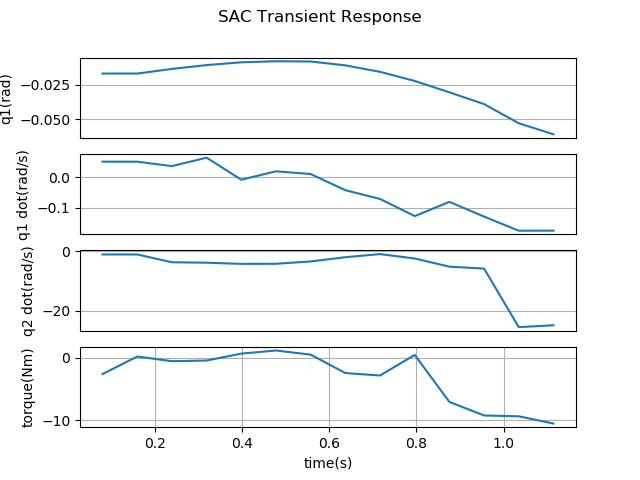 SAC Transient Response
q1(rad)
−0.025
−0.050
q1 dot(rad/s)
0.0
−0.1
q2 dot(rad/s)
0
−20
torque(Nm)
0
−10
0.2 0.4 0.6 0.8 1.0
time(s)